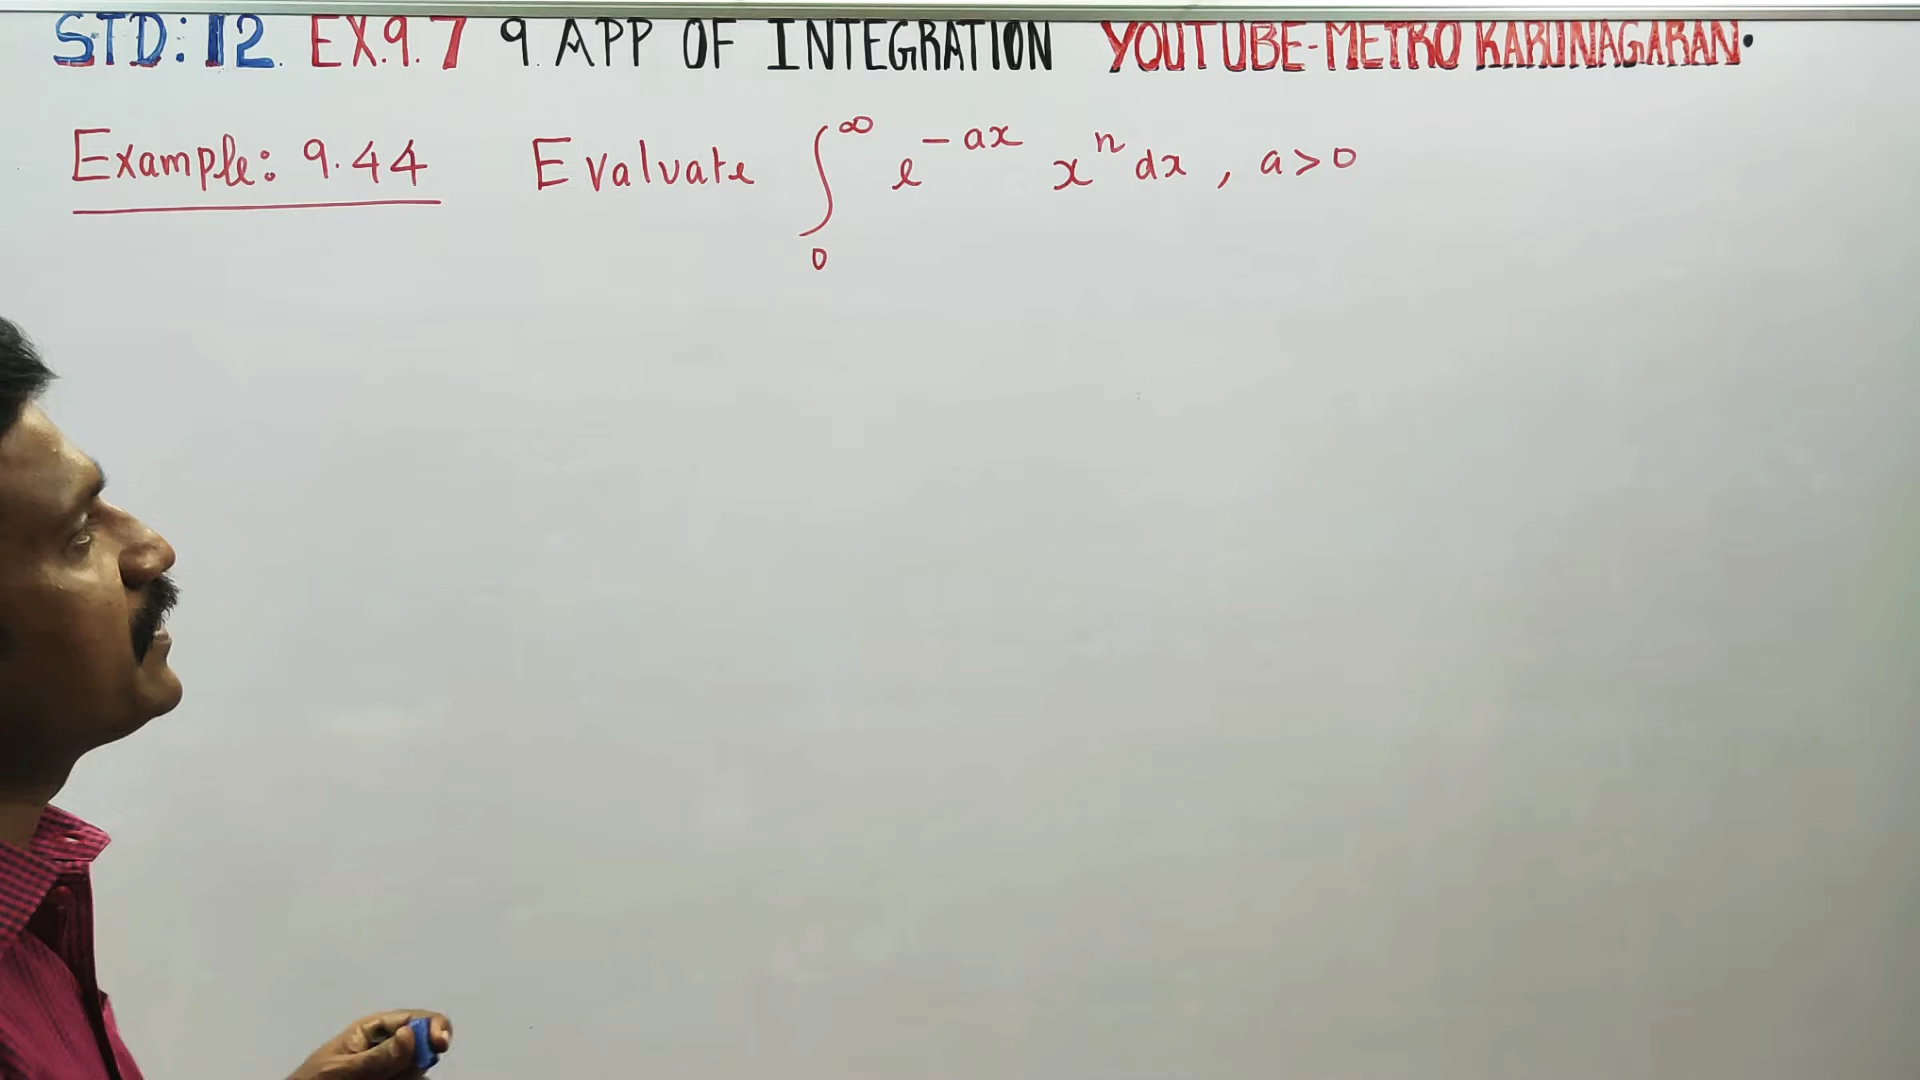 STD:12. EX.9.7 9. APP OF INTEGRATION YOUTUBE-METRO KARUNAGARAN.
Example: 9.44 Evaluate ∫₀^∞ e^{-ax} x^n dx, a>0